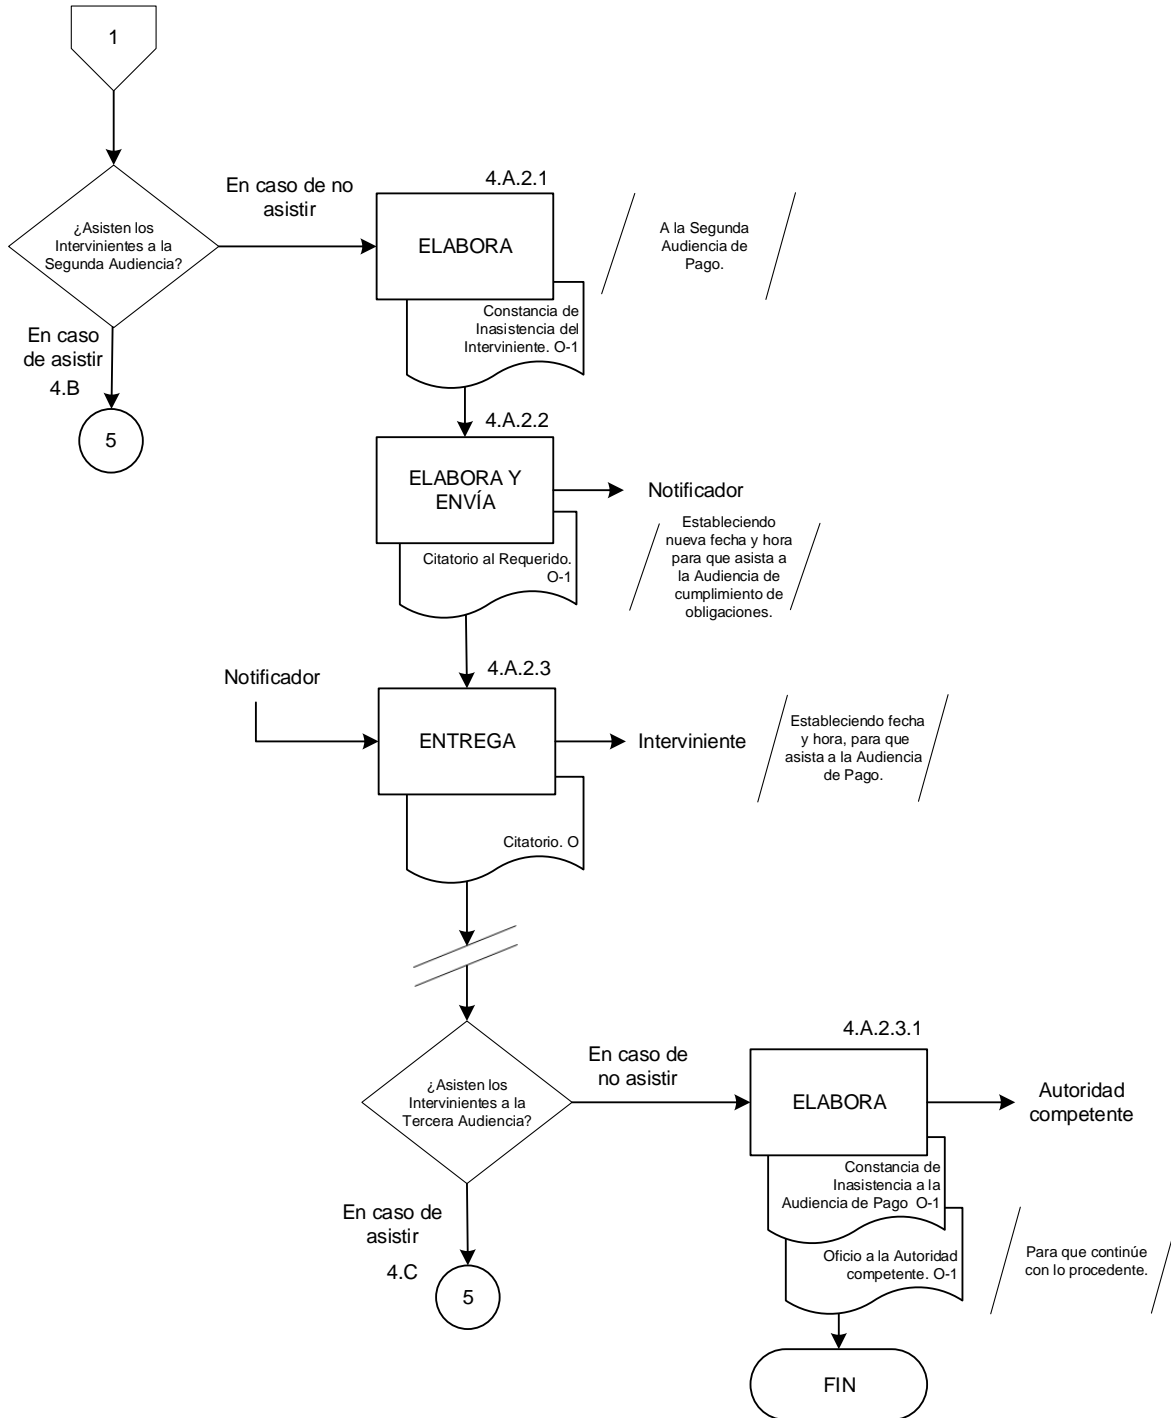 1
¿Asisten los
Intervinientes a la
Segunda Audiencia?
En caso de no
asistir
4.A.2.1
ELABORA
A la Segunda
Audiencia de
Pago.
Constancia de
Inasistencia del
Interviniente. O-1
En caso
de asistir
4.B
5
4.A.2.2
ELABORA Y
ENVÍA
Notificador
Citatorio al Requerido.
O-1
Estableciendo
nueva fecha y hora
para que asista a
la Audiencia de
cumplimiento de
obligaciones.
Notificador
4.A.2.3
ENTREGA
Interviniente
Estableciendo fecha
y hora, para que
asista a la Audiencia
de Pago.
Citatorio. O
¿Asisten los
Intervinientes a la
Tercera Audiencia?
En caso de
no asistir
4.A.2.3.1
ELABORA
Autoridad
competente
Constancia de
Inasistencia a la
Audiencia de Pago O-1
Oficio a la Autoridad
competente. O-1
Para que continúe
con lo procedente.
En caso de
asistir
4.C
5
FIN